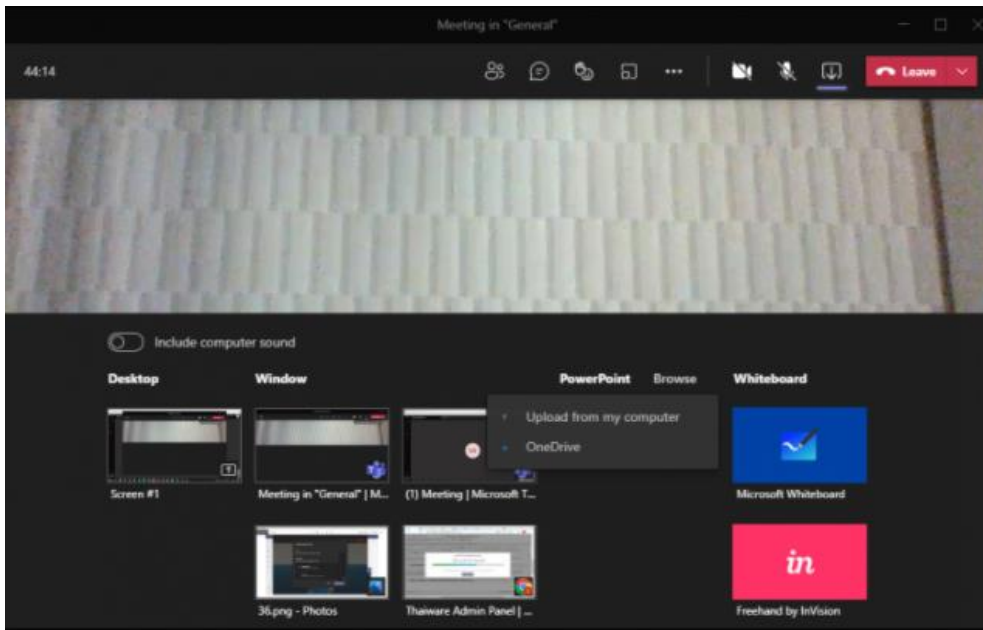 Meeting in "General"
44:14
Leave
Include computer sound
Desktop
Window
PowerPoint
Browse
Whiteboard
Upload from my computer
OneDrive
Screen #1
Meeting in "General" | M...
(1) Meeting | Microsoft T...
Microsoft Whiteboard
in
36.png - Photos
Thaiware Admin Panel | ...
Freehand by InVision